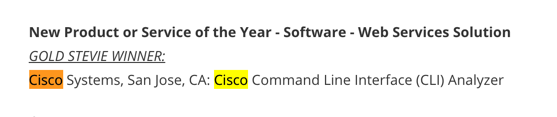 New Product or Service of the Year - Software - Web Services Solution
GOLD STEVIE WINNER:
Cisco Systems, San Jose, CA: Cisco Command Line Interface (CLI) Analyzer